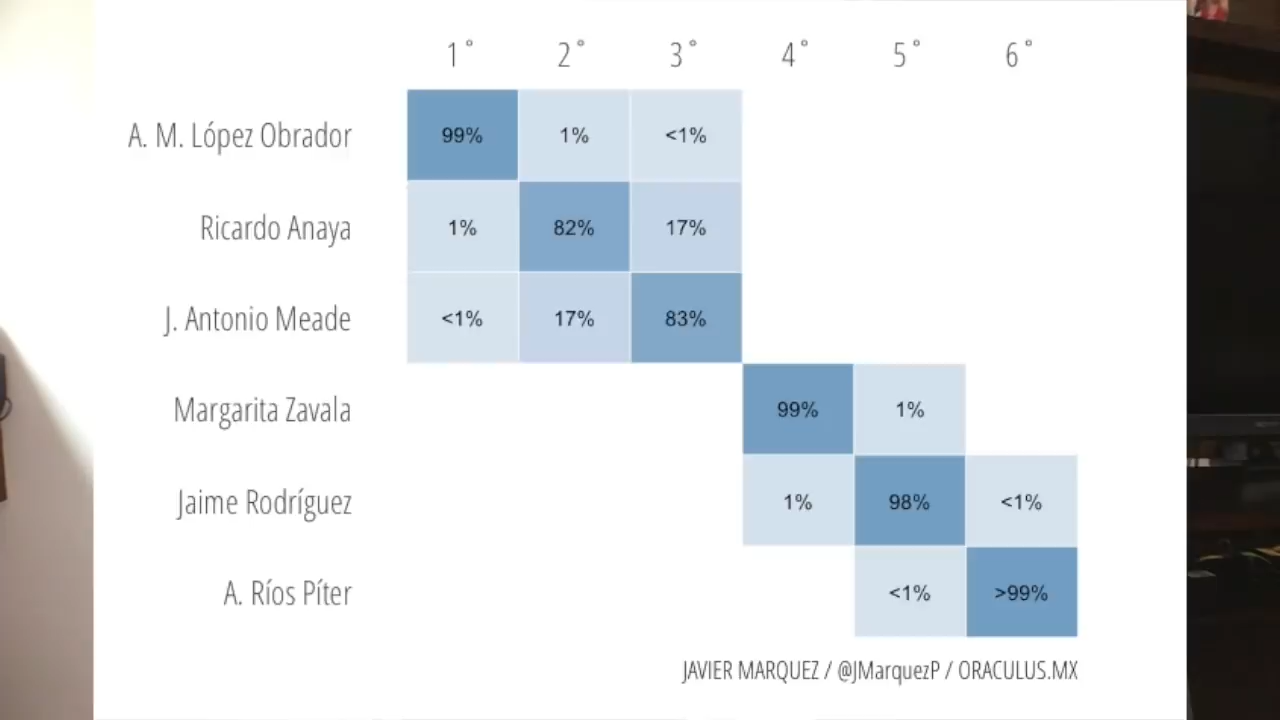 1° 2° 3° 4° 5° 6°
A. M. López Obrador 99% 1% <1%
Ricardo Anaya 1% 82% 17%
J. Antonio Meade <1% 17% 83%
Margarita Zavala 99% 1%
Jaime Rodríguez 1% 98% <1%
A. Ríos Píter <1% >99%
JAVIER MARQUEZ / @JMarquezP / ORACULUS.MX